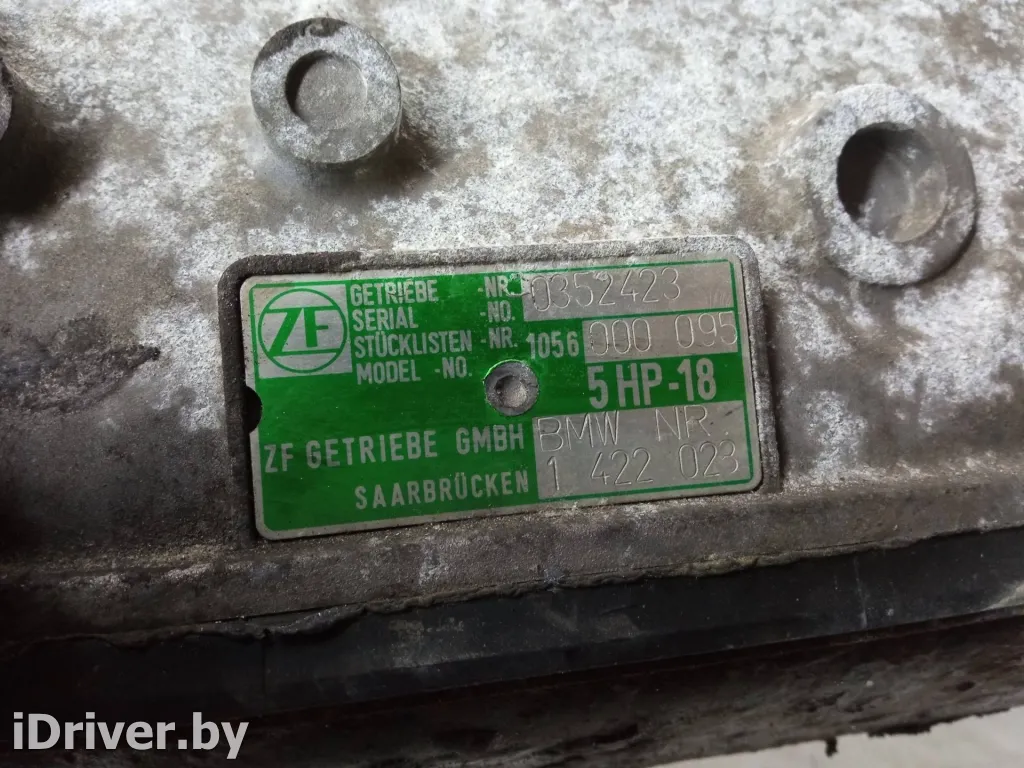 ZF
GETRIEBE -NR. 0352423
SERIAL -NO.
STÜCKLISTEN -NR. 1056 000 095
MODEL -NO.
5 HP-18
ZF GETRIEBE GMBH BMW NR.
SAARBRÜCKEN 1 422 023
iDriver.by